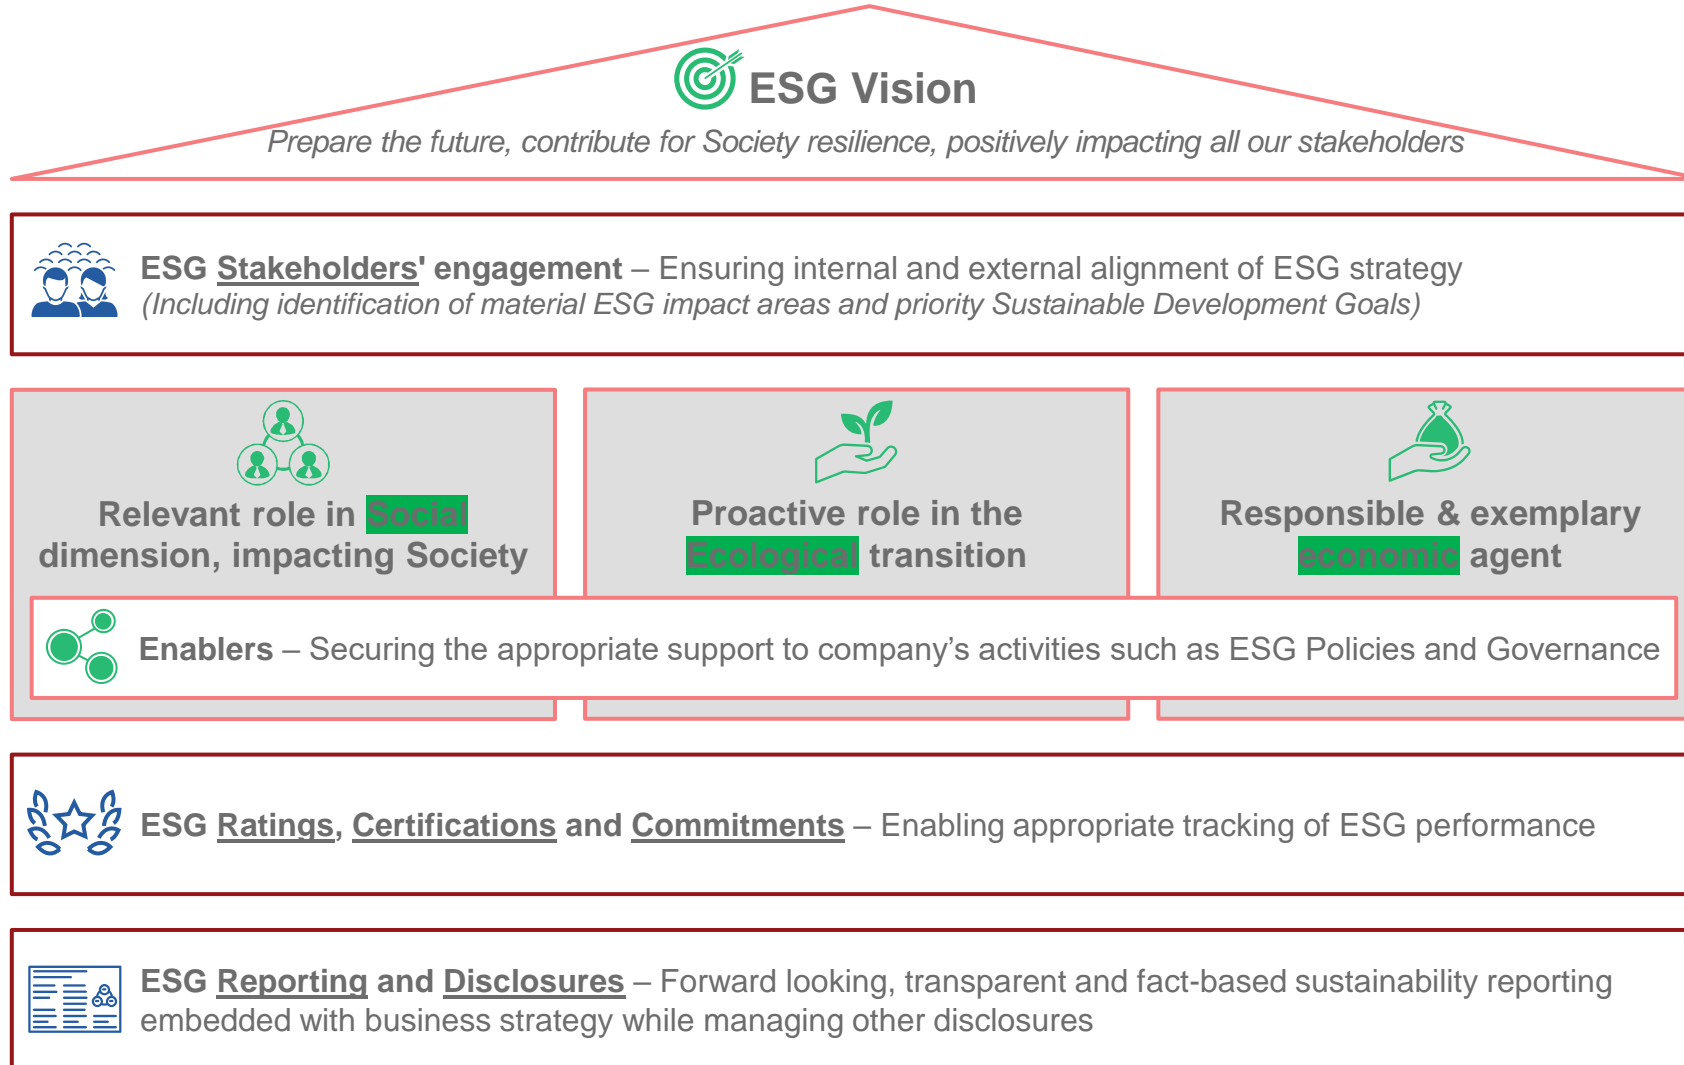 ESG Vision
Prepare the future, contribute for Society resilience, positively impacting all our stakeholders
ESG Stakeholders' engagement – Ensuring internal and external alignment of ESG strategy
(Including identification of material ESG impact areas and priority Sustainable Development Goals)
Relevant role in Social
dimension, impacting Society
Proactive role in the
Ecological transition
Responsible & exemplary
economic agent
Enablers – Securing the appropriate support to company’s activities such as ESG Policies and Governance
ESG Ratings, Certifications and Commitments – Enabling appropriate tracking of ESG performance
ESG Reporting and Disclosures – Forward looking, transparent and fact-based sustainability reporting
embedded with business strategy while managing other disclosures